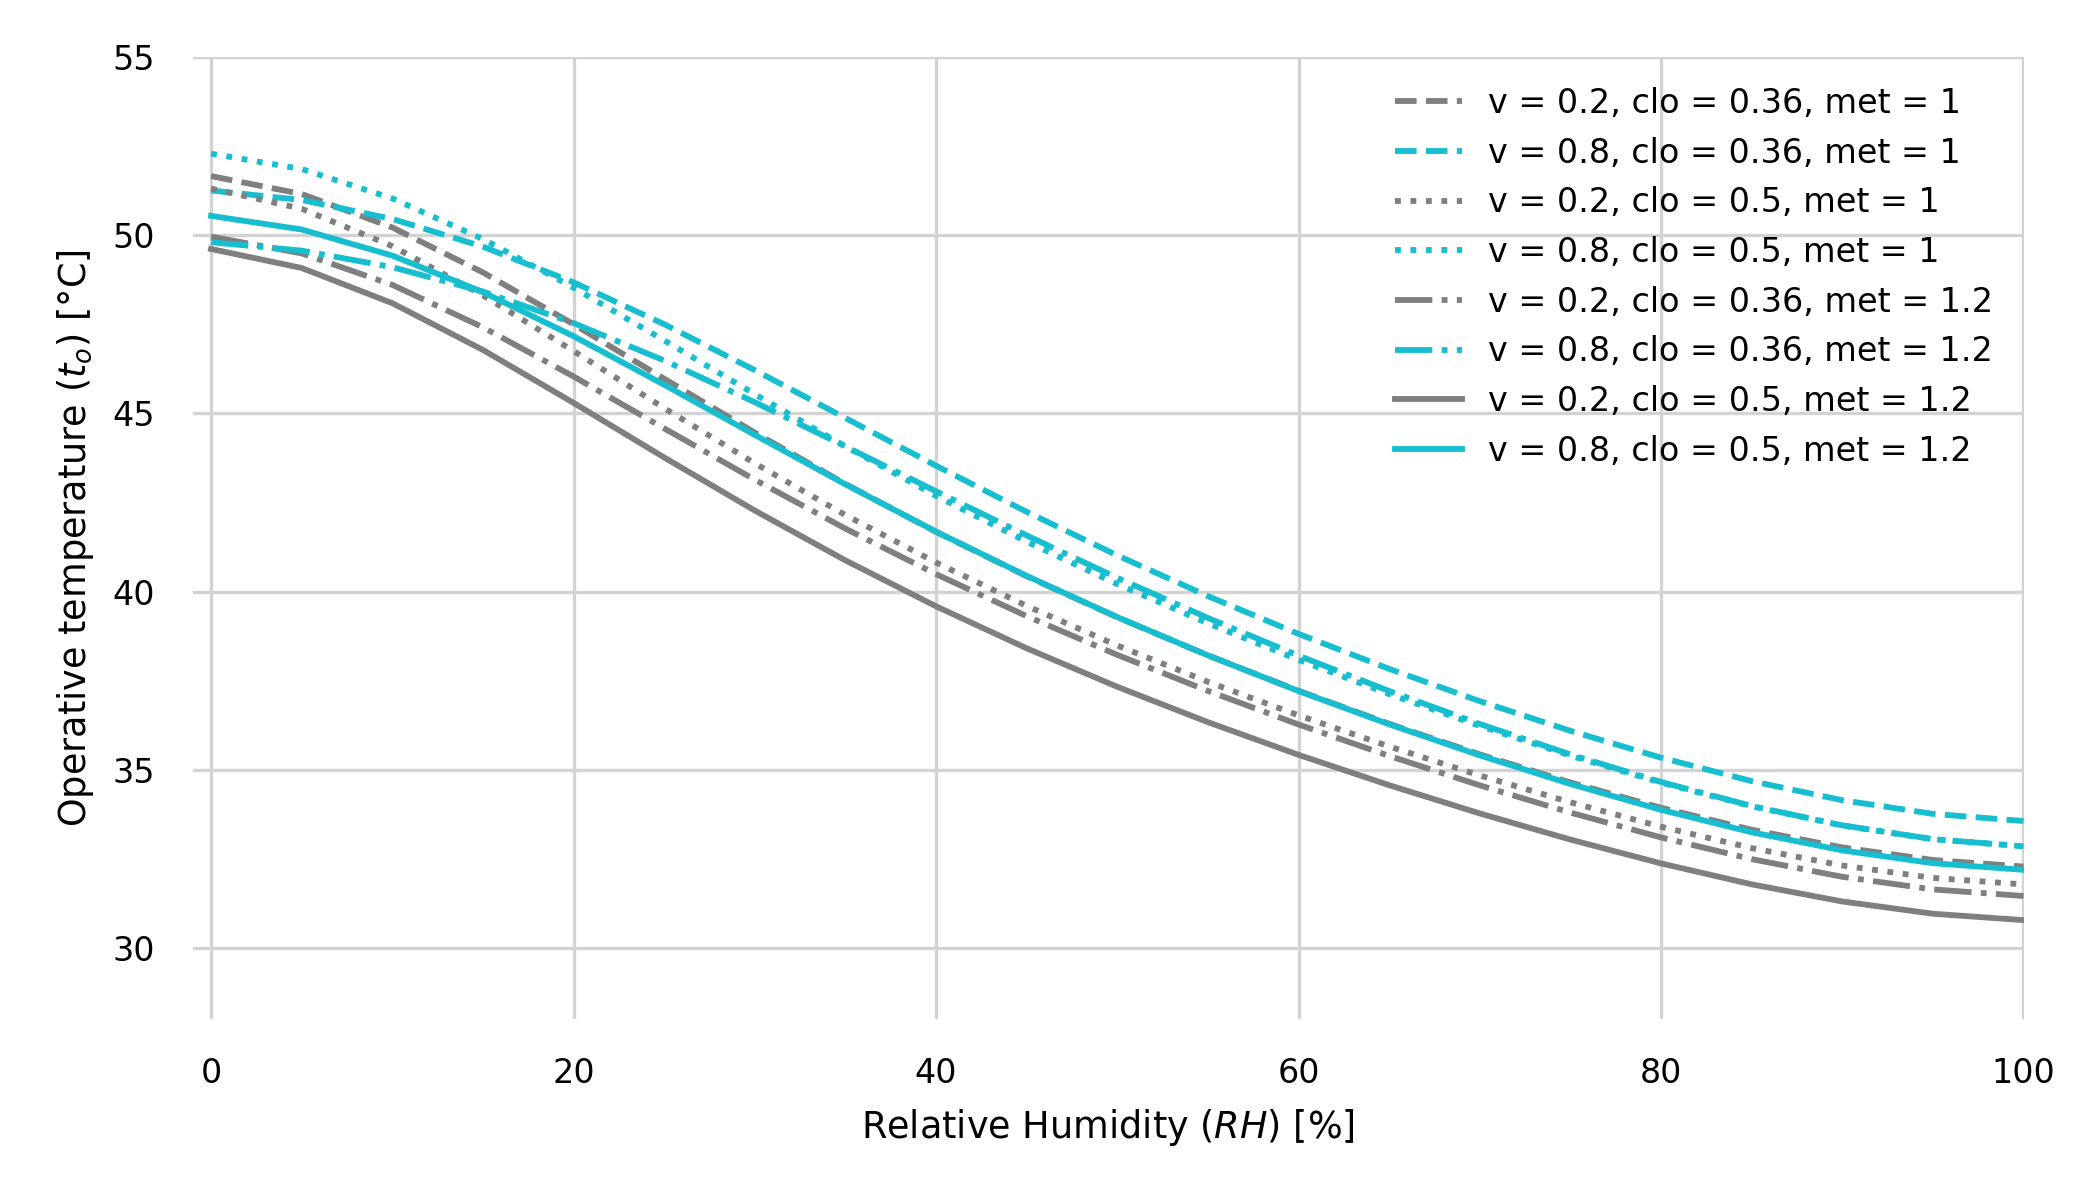 55
50
45
40
35
30
Operative temperature (tₒ) [°C]
v = 0.2, clo = 0.36, met = 1
v = 0.8, clo = 0.36, met = 1
v = 0.2, clo = 0.5, met = 1
v = 0.8, clo = 0.5, met = 1
v = 0.2, clo = 0.36, met = 1.2
v = 0.8, clo = 0.36, met = 1.2
v = 0.2, clo = 0.5, met = 1.2
v = 0.8, clo = 0.5, met = 1.2
0 20 40 60 80 100
Relative Humidity (RH) [%]